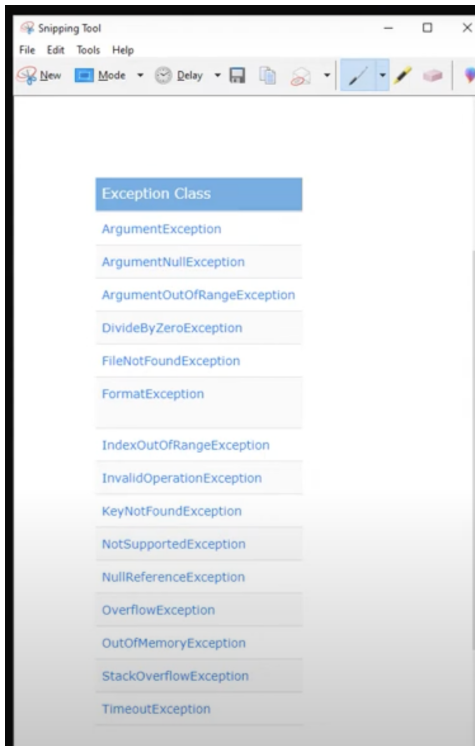 Snipping Tool
File Edit Tools Help
New Mode Delay
Exception Class
ArgumentException
ArgumentNullException
ArgumentOutOfRangeException
DivideByZeroException
FileNotFoundException
FormatException
IndexOutOfRangeException
InvalidOperationException
KeyNotFoundException
NotSupportedException
NullReferenceException
OverflowException
OutOfMemoryException
StackOverflowException
TimeoutException